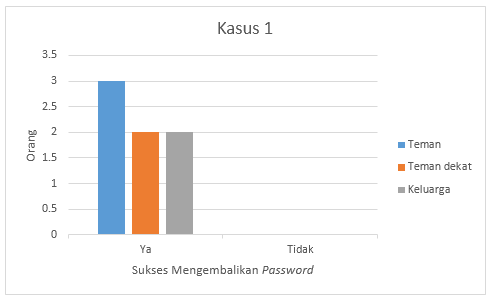 Kasus 1
3.5
3
2.5
2
1.5
1
0.5
0
Orang
Ya
Tidak
Sukses Mengembalikan Password
Teman
Teman dekat
Keluarga